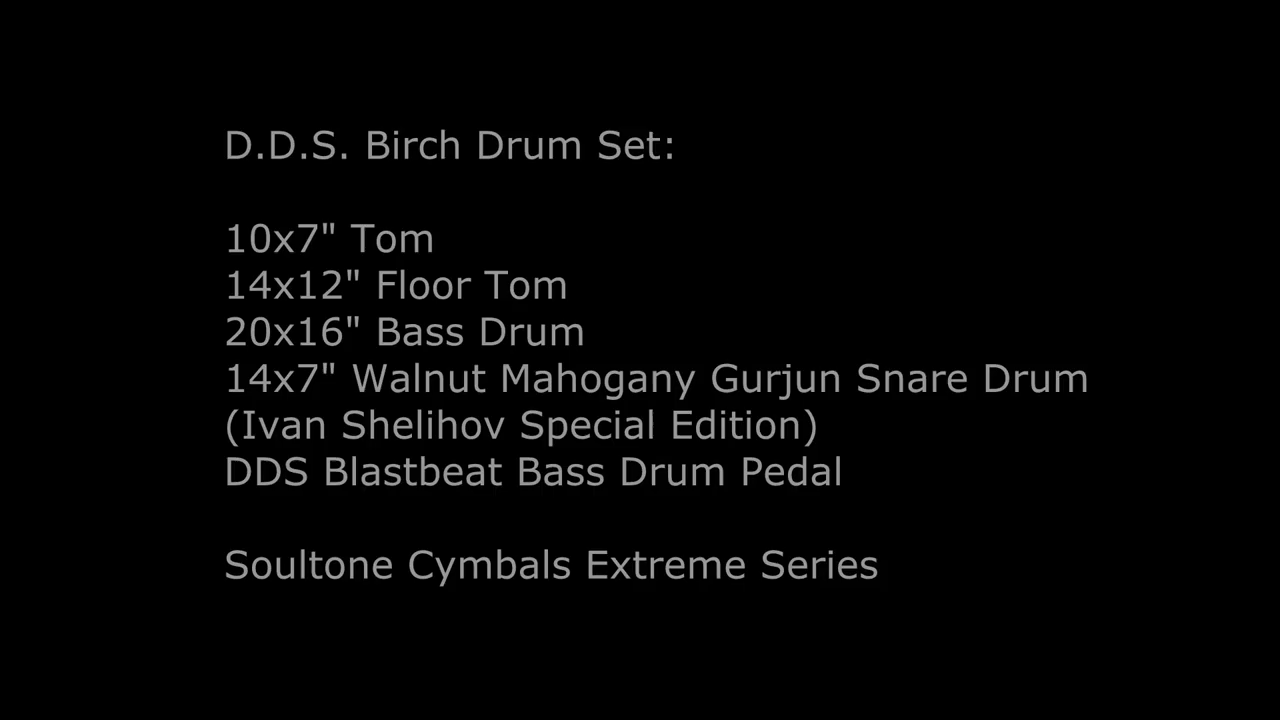 D.D.S. Birch Drum Set:
10x7" Tom
14x12" Floor Tom
20x16" Bass Drum
14x7" Walnut Mahogany Gurjun Snare Drum
(Ivan Shelihov Special Edition)
DDS Blastbeat Bass Drum Pedal
Soultone Cymbals Extreme Series